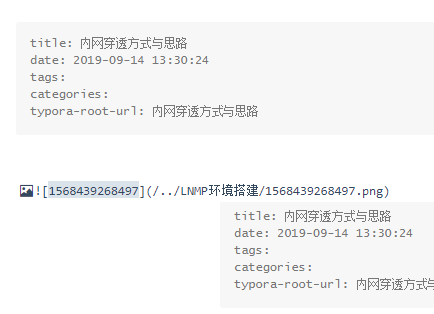 title: 内网穿透方式与思路
date: 2019-09-14 13:30:24
tags:
categories:
typora-root-url: 内网穿透方式与思路
![1568439268497](/../LNMP环境搭建/1568439268497.png)
title: 内网穿透方式与思路
date: 2019-09-14 13:30:24
tags:
categories:
typora-root-url: 内网穿透方式与